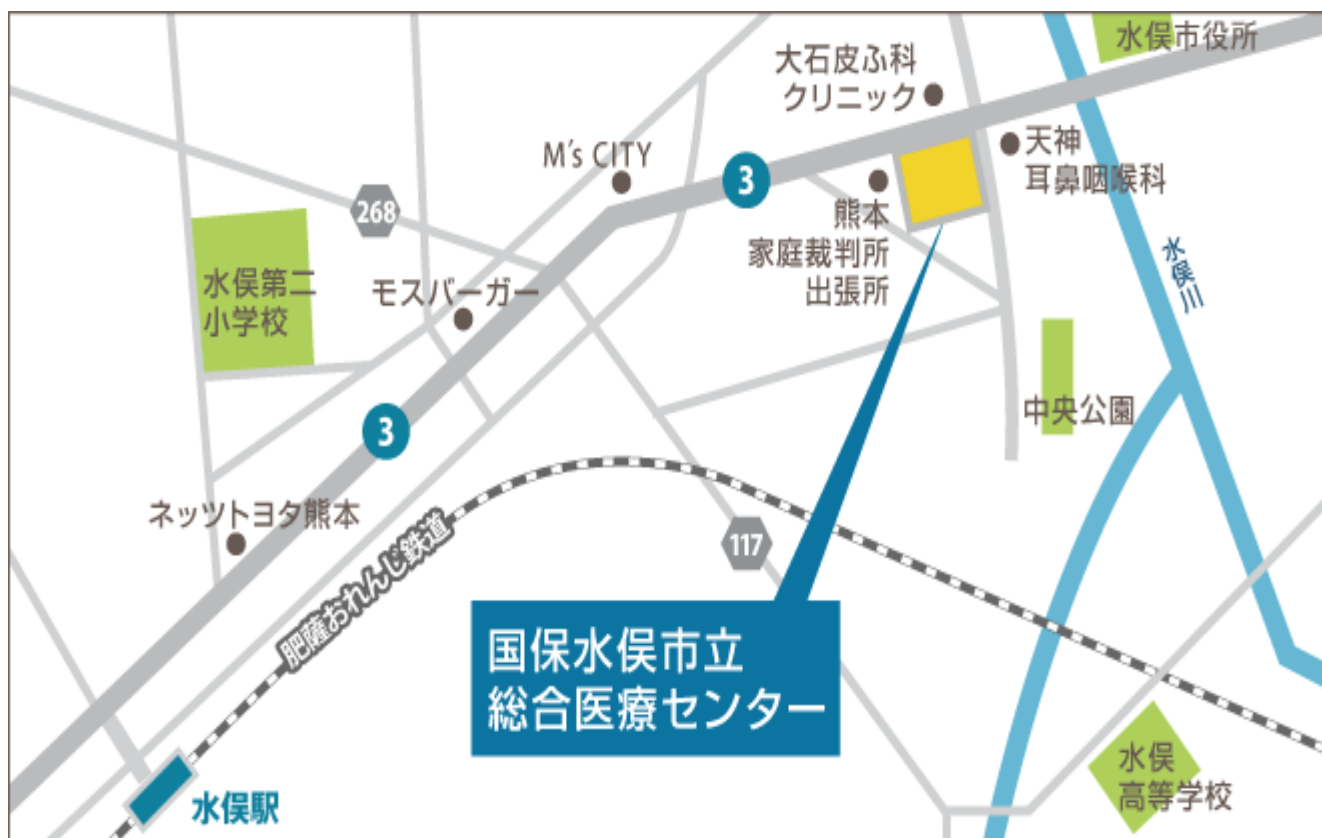 水俣市役所
大石皮ふ科
クリニック
天神
耳鼻咽喉科
M's CITY
3
268
熊本
家庭裁判所
出張所
水俣川
水俣第二
小学校
モスバーガー
中央公園
3
ネッツトヨタ熊本
肥薩おれんじ鉄道
117
国保水俣市立
総合医療センター
水俣
高等学校
水俣駅